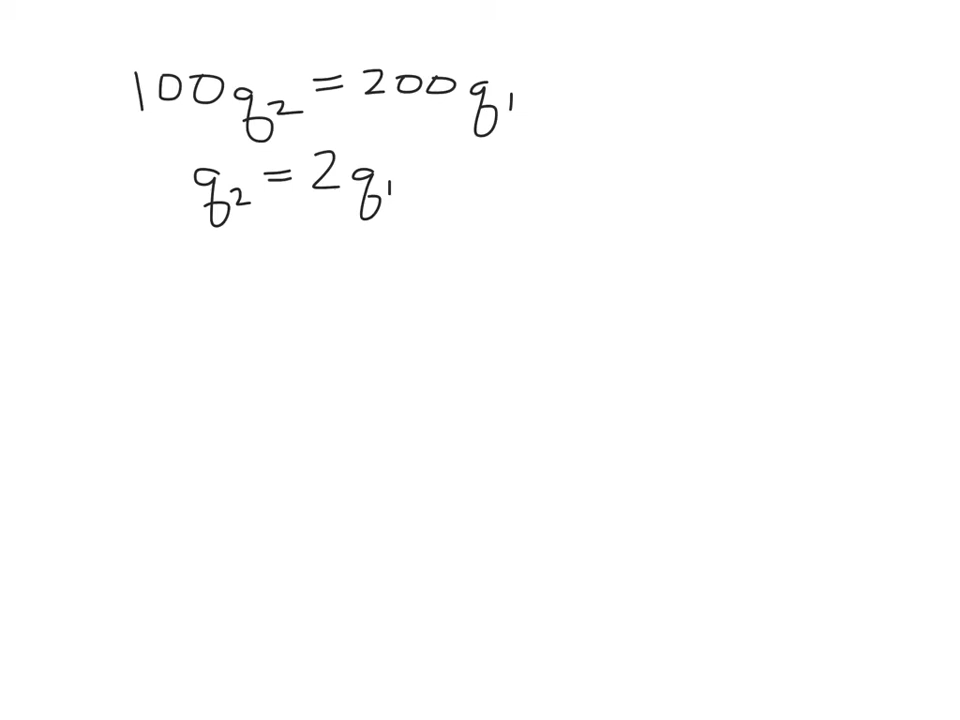 100q₂ = 200q₁
q₂ = 2q₁